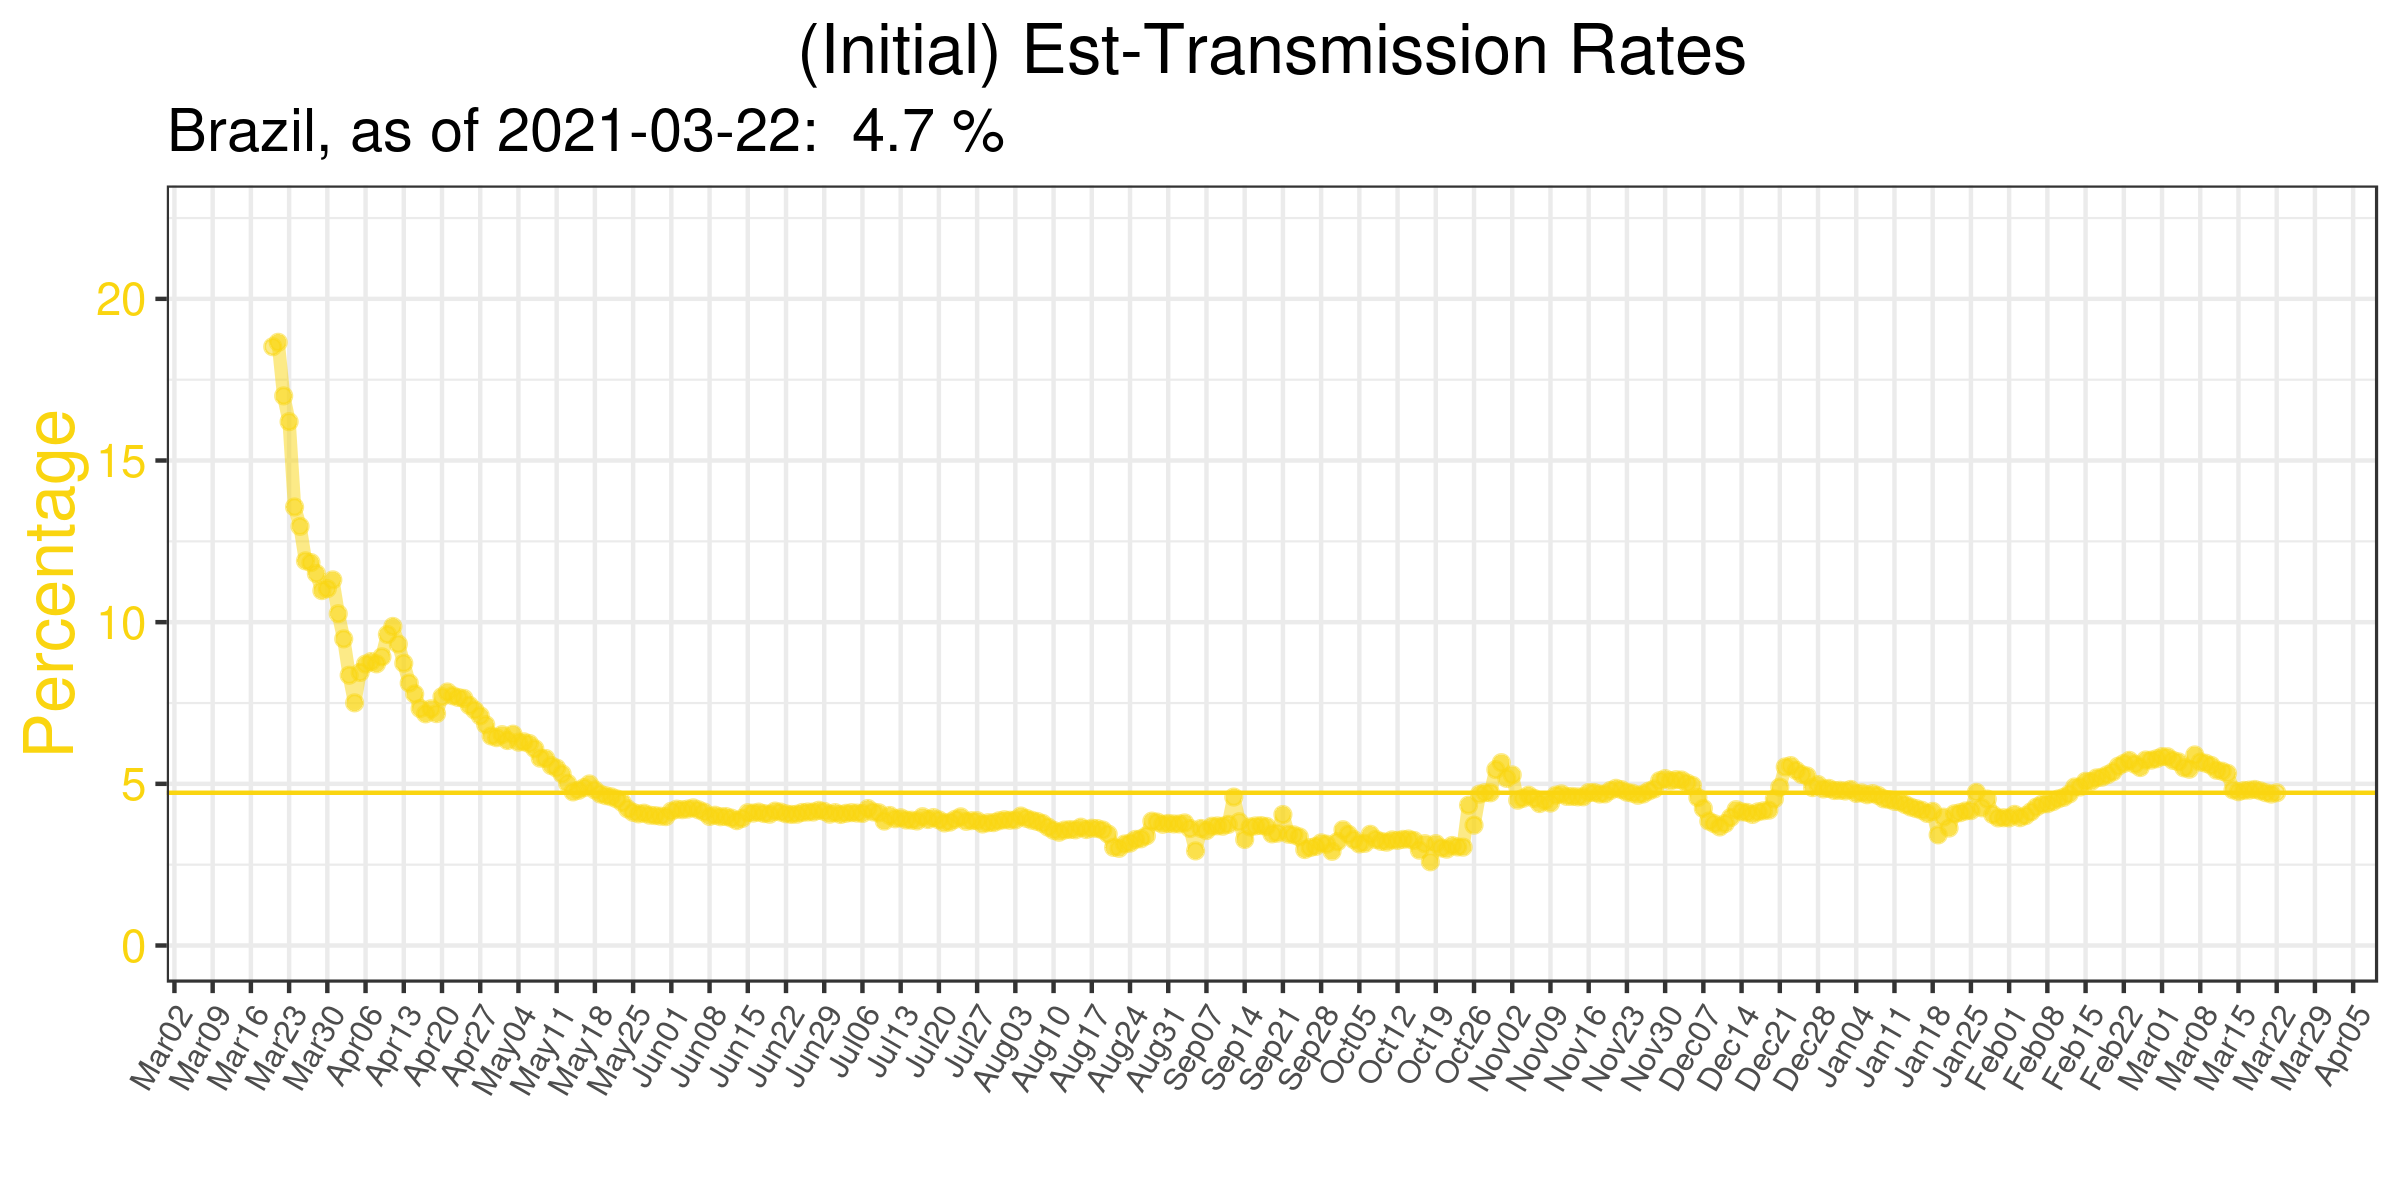 (Initial) Est-Transmission Rates
Brazil, as of 2021-03-22:  4.7 %
Percentage
20
15
10
5
0
Mar02
Mar09
Mar16
Mar23
Mar30
Apr06
Apr13
Apr20
Apr27
May04
May11
May18
May25
Jun01
Jun08
Jun15
Jun22
Jun29
Jul06
Jul13
Jul20
Jul27
Aug03
Aug10
Aug17
Aug24
Aug31
Sep07
Sep14
Sep21
Sep28
Oct05
Oct12
Oct19
Oct26
Nov02
Nov09
Nov16
Nov23
Nov30
Dec07
Dec14
Dec21
Dec28
Jan04
Jan11
Jan18
Jan25
Feb01
Feb08
Feb15
Feb22
Mar01
Mar08
Mar15
Mar22
Mar29
Apr05